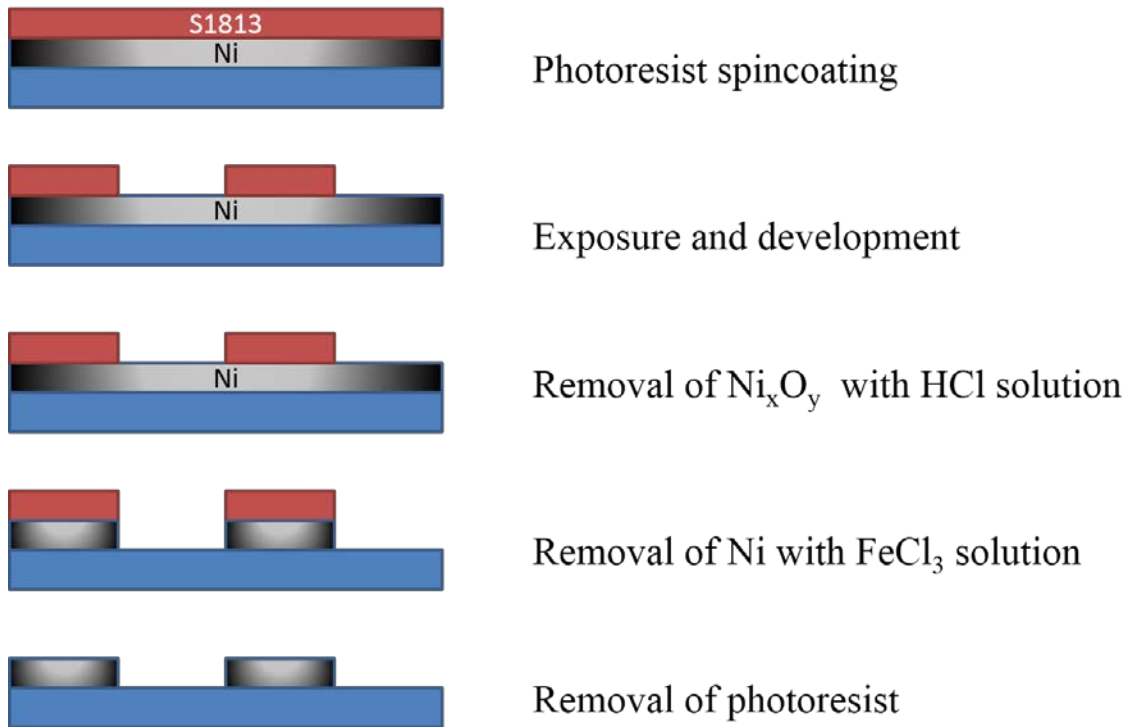 S1813
Ni
Photoresist spincoating
Ni
Exposure and development
Ni
Removal of NiₓOᵧ with HCl solution
Removal of Ni with FeCl₃ solution
Removal of photoresist